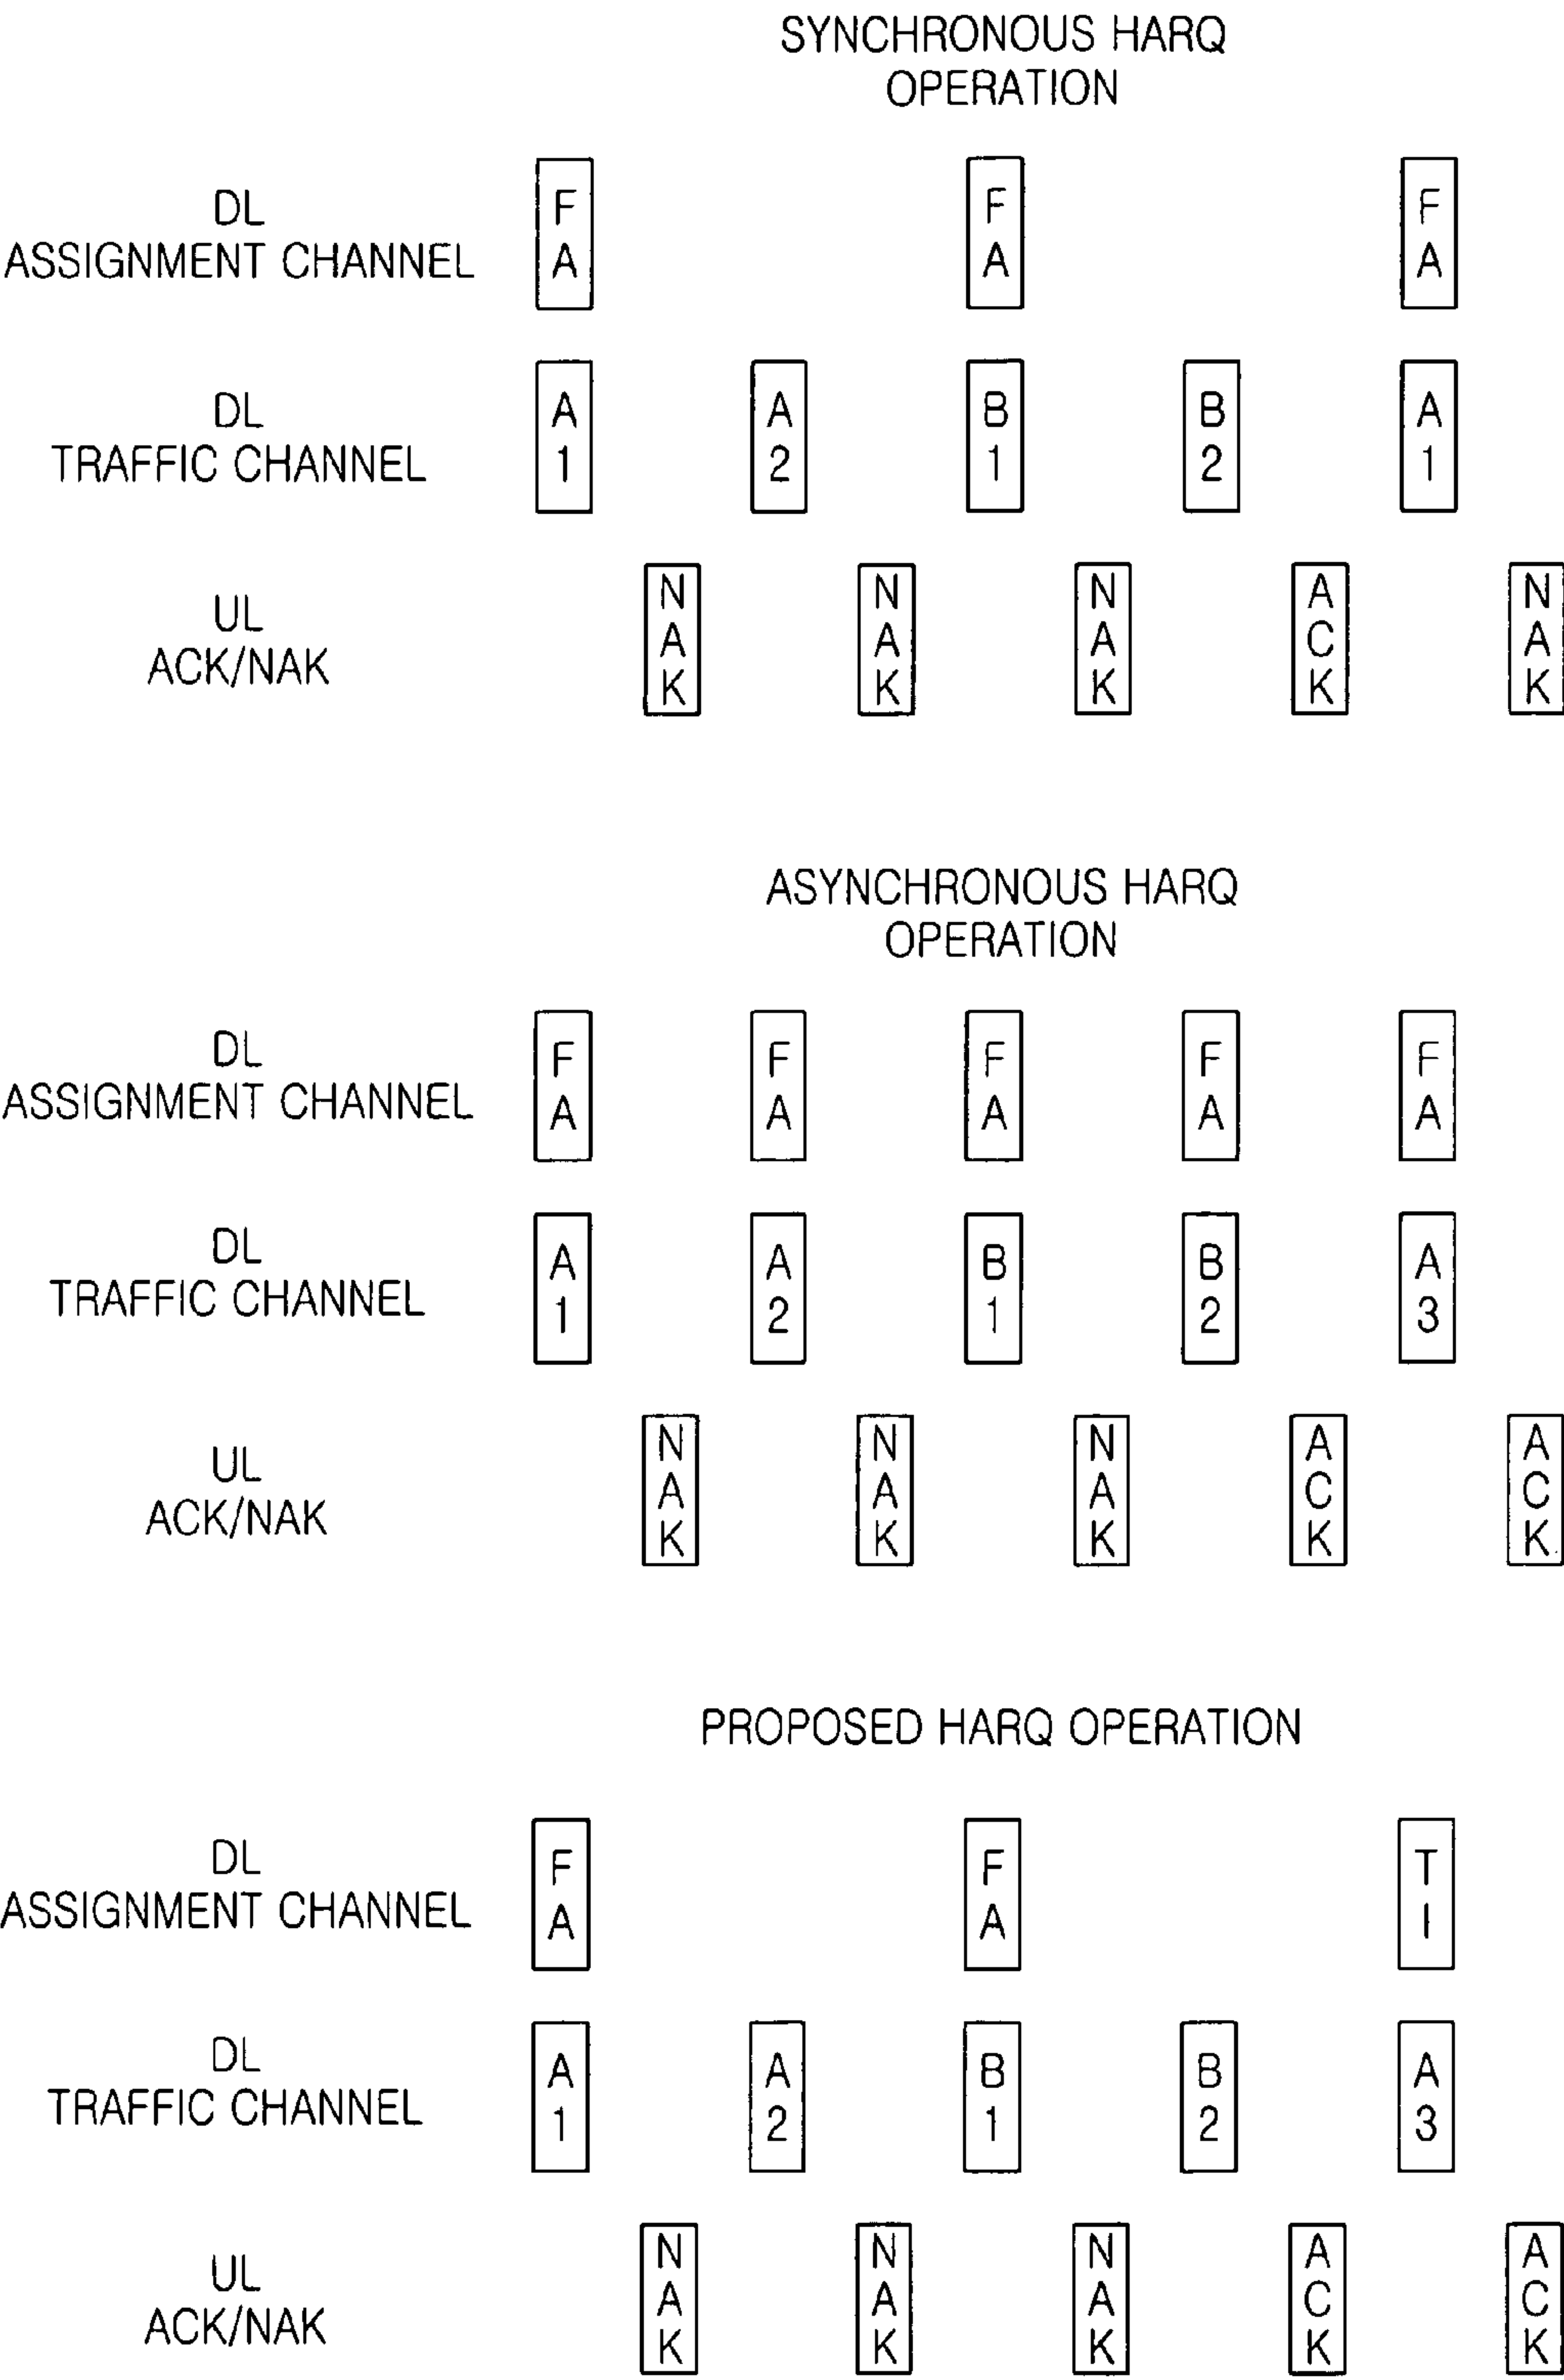 SYNCHRONOUS HARQ
OPERATION
DL
ASSIGNMENT CHANNEL
F
A
F
A
F
A
DL
TRAFFIC CHANNEL
A
1
A
2
B
1
B
2
A
1
UL
ACK/NAK
N
A
K
N
A
K
N
A
K
A
C
K
N
A
K
ASYNCHRONOUS HARQ
OPERATION
DL
ASSIGNMENT CHANNEL
F
A
F
A
F
A
F
A
F
A
DL
TRAFFIC CHANNEL
A
1
A
2
B
1
B
2
A
3
UL
ACK/NAK
N
A
K
N
A
K
N
A
K
A
C
K
A
C
K
PROPOSED HARQ OPERATION
DL
ASSIGNMENT CHANNEL
F
A
F
A
T
I
DL
TRAFFIC CHANNEL
A
1
A
2
B
1
B
2
A
3
UL
ACK/NAK
N
A
K
N
A
K
N
A
K
A
C
K
A
C
K